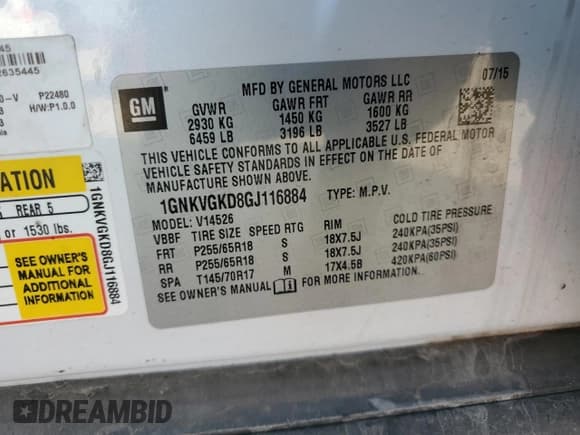 45
2635445
0-V P22480
3 H/W:P1.0.0
ATION
REAR 5
or 1530 lbs.
SEE OWNER'S
MANUAL FOR
ADDITIONAL
INFORMATION
1GNKVGKD8GJ116884
GM
MFD BY GENERAL MOTORS LLC 07/15
GVWR GAWR FRT GAWR RR
2930 KG 1450 KG 1600 KG
6459 LB 3196 LB 3527 LB
THIS VEHICLE CONFORMS TO ALL APPLICABLE U.S. FEDERAL MOTOR
VEHICLE SAFETY STANDARDS IN EFFECT ON THE DATE OF
MANUFACTURE SHOWN ABOVE.
1GNKVGKD8GJ116884 TYPE: M.P.V.
MODEL: V14526
VBBF TIRE SIZE SPEED RTG RIM COLD TIRE PRESSURE
FRT P255/65R18 S 18X7.5J 240KPA(35PSI)
RR P255/65R18 S 18X7.5J 240KPA(35PSI)
SPA T145/70R17 M 17X4.5B 420KPA(60PSI)
SEE OWNER'S MANUAL FOR MORE INFORMATION
DREAMBID